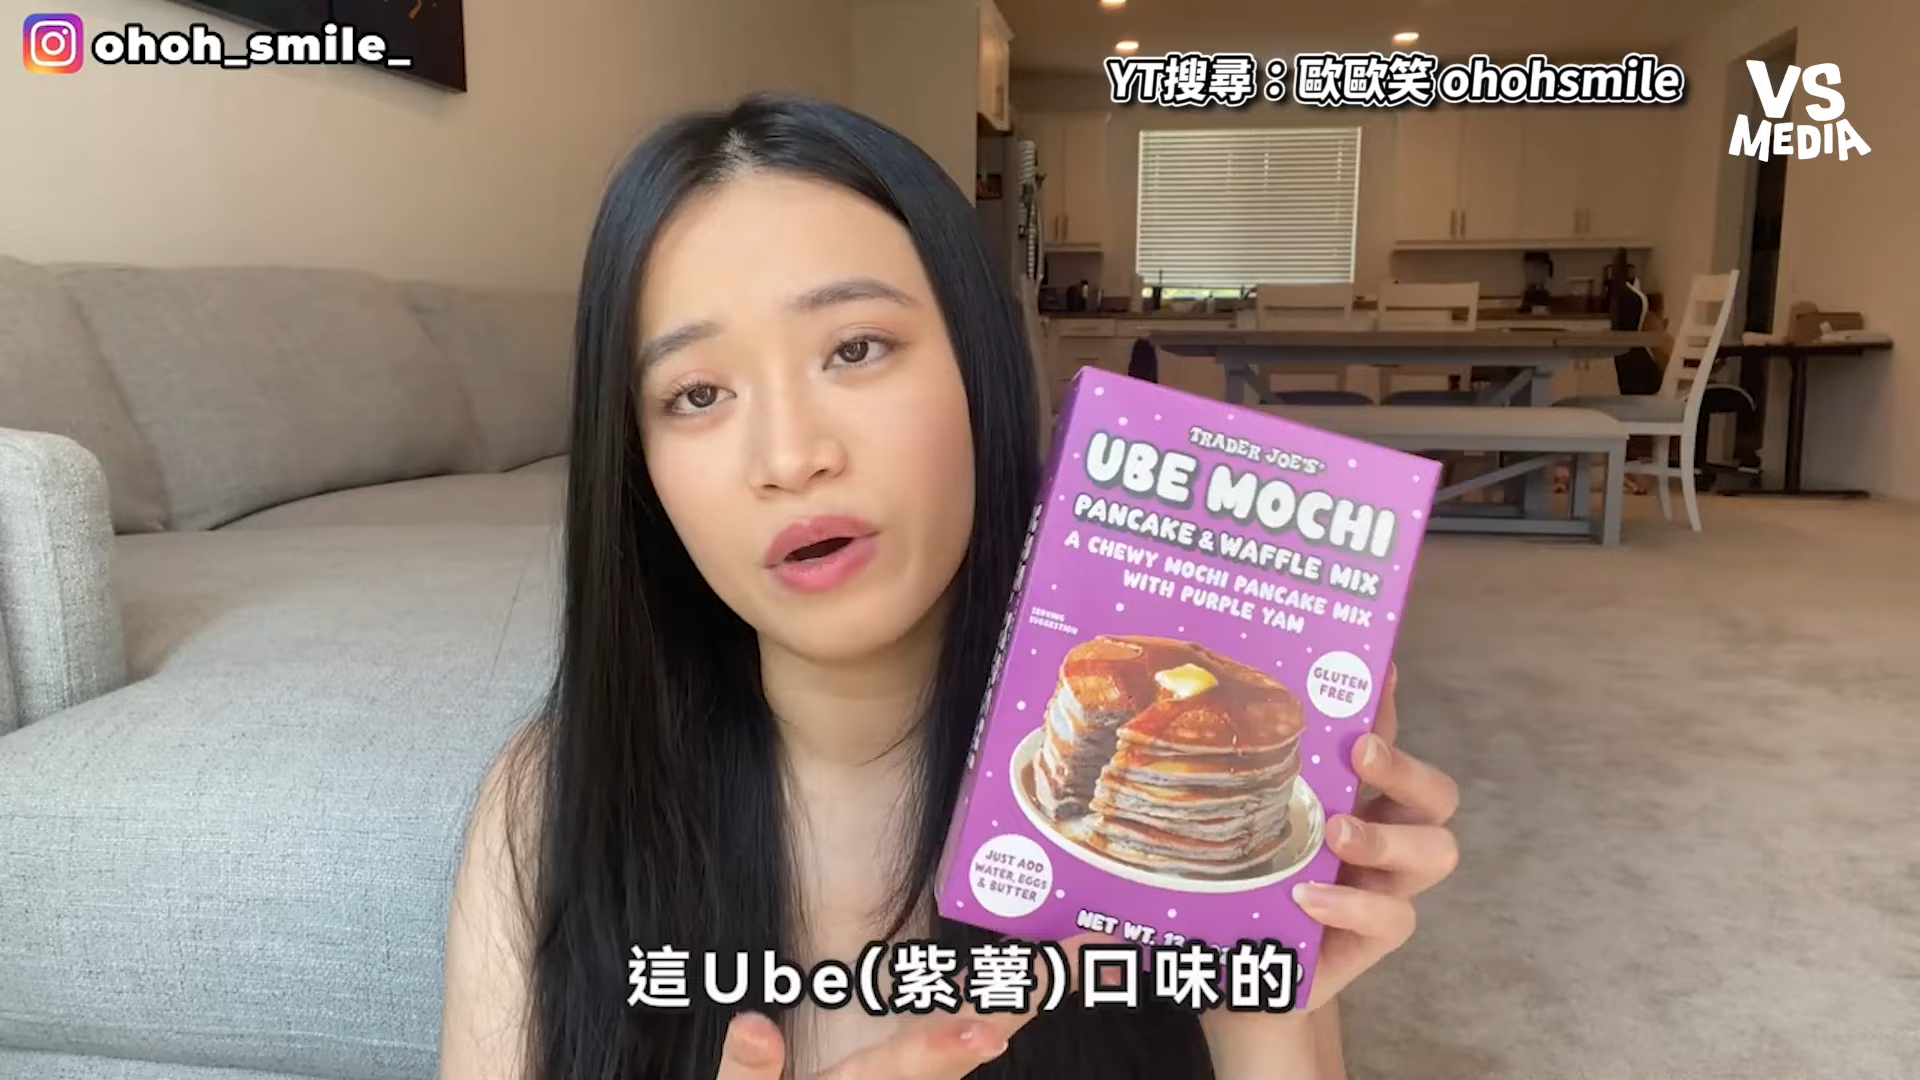 ohoh_smile_
YT搜尋：歐歐笑 ohohsmile
VS
MEDIA
TRADER JOE'S
UBE MOCHI
PANCAKE & WAFFLE MIX
A CHEWY MOCHI PANCAKE MIX
WITH PURPLE YAM
SERVING
SUGGESTION
GLUTEN
FREE
JUST ADD
WATER, EGGS
& BUTTER
NET WT.
這Ube(紫薯)口味的